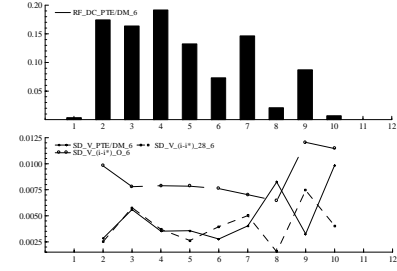 0.20
RF_DC_PTE/DM_6
0.15
0.10
0.05
1 2 3 4 5 6 7 8 9 10 11 12
0.0125
SD_V_PTE/DM_6 SD_V_(i-i*)_28_6
SD_V_(i-i*)_O_6
0.0100
0.0075
0.0050
0.0025
1 2 3 4 5 6 7 8 9 10 11 12